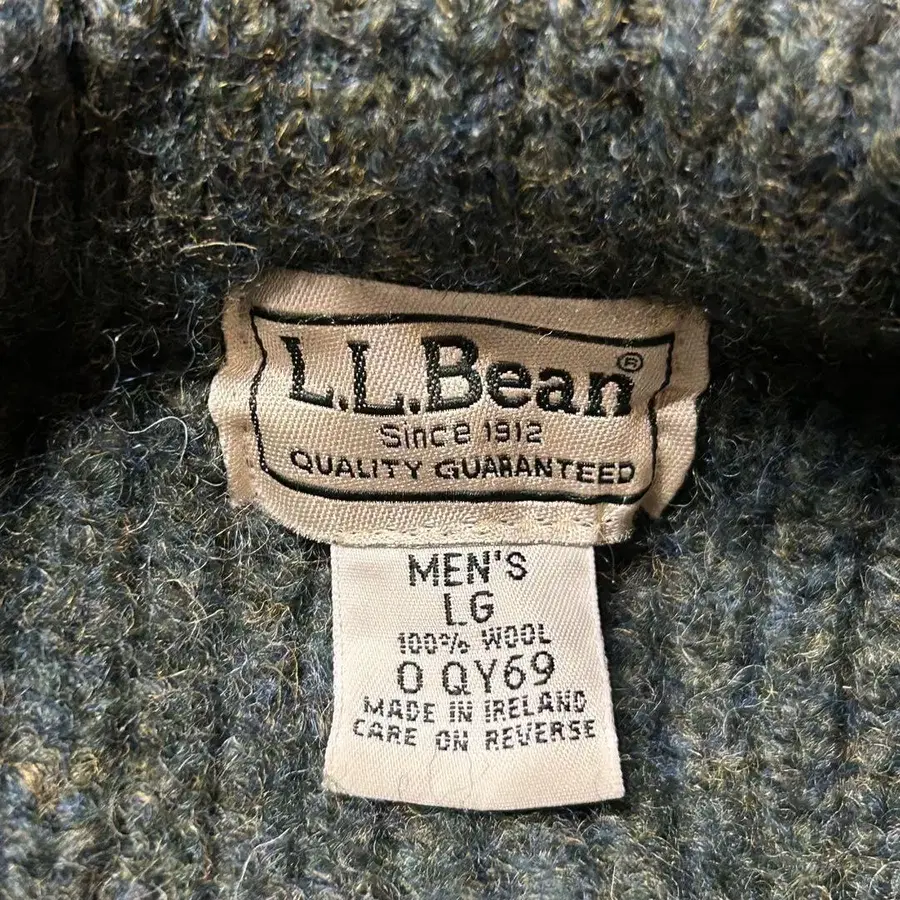 L.L.Bean®
Since 1912
QUALITY GUARANTEED
MEN'S
LG
100% WOOL
0 QY69
MADE IN IRELAND
CARE ON REVERSE